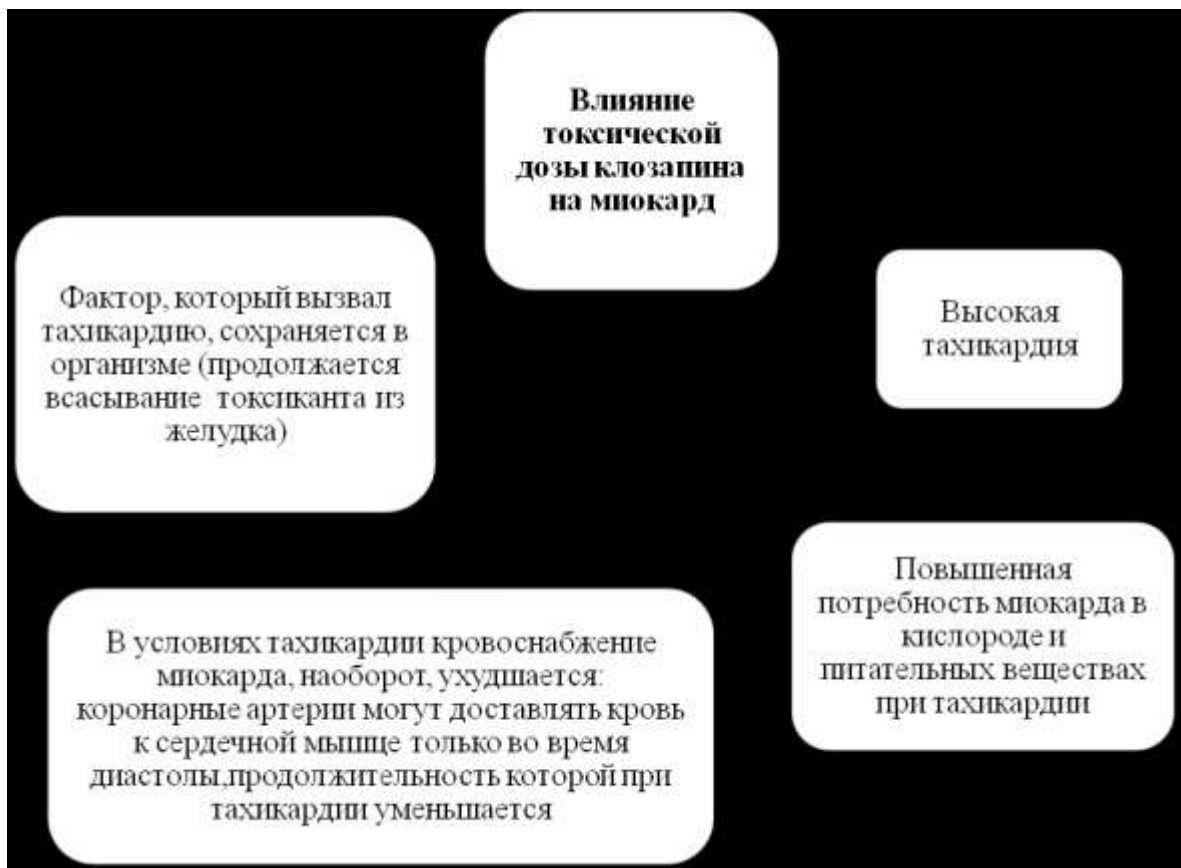 Влияние
токсической
дозы клозапина
на миокард
Высокая
тахикардия
Повышенная
потребность миокарда в
кислороде и
питательных веществах
при тахикардии
В условиях тахикардии кровоснабжение
миокарда, наоборот, ухудшается:
коронарные артерии могут доставлять кровь
к сердечной мышце только во время
диастолы,продолжительность которой при
тахикардии уменьшается
Фактор, который вызвал
тахикардию, сохраняется в
организме (продолжается
всасывание токсиканта из
желудка)